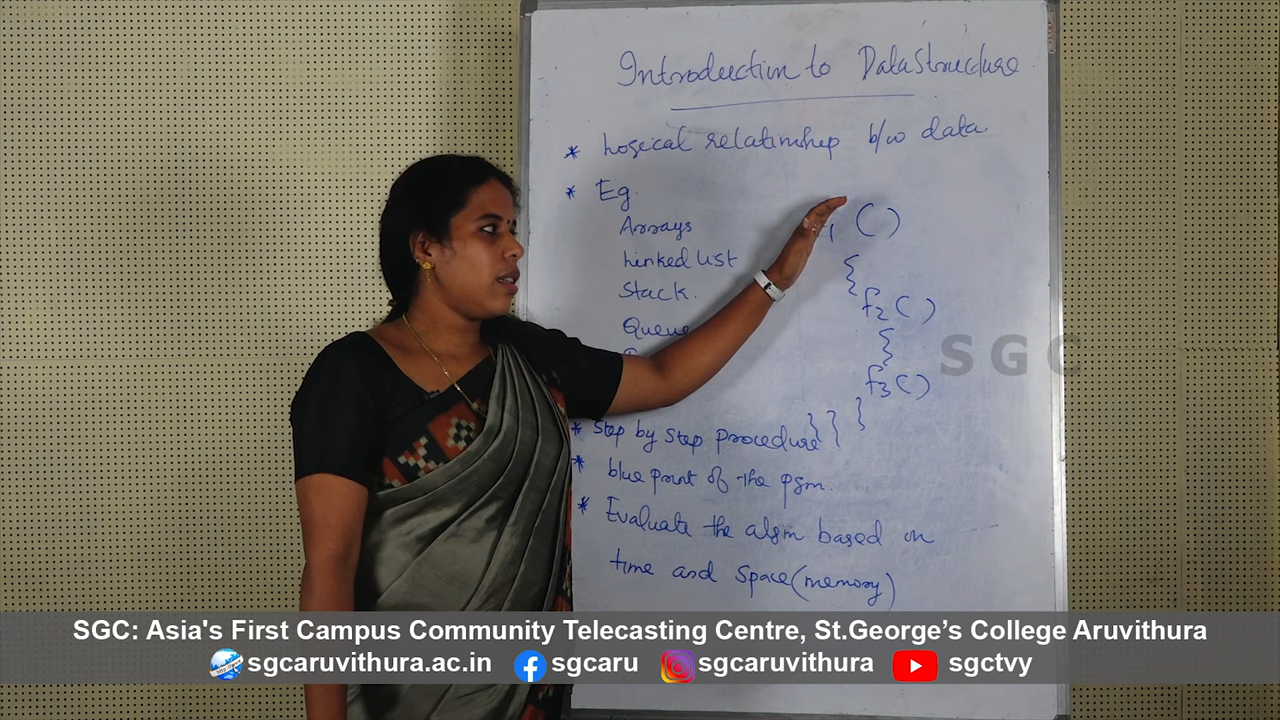 Introduction to DataStructure
* Logical relationship b/w data
* Eg.
Arrays
Linked List
Stack.
Queue
1 ( )
{
f2 ( )
{
f3 ( )
} } }
* Step by step procedure
* blue print of the pgm.
* Evaluate the algm based on
time and space (memory)
SGC
SGC: Asia's First Campus Community Telecasting Centre, St.George’s College Aruvithura
sgcaruvithura.ac.in sgcaru sgcaruvithura sgctvy